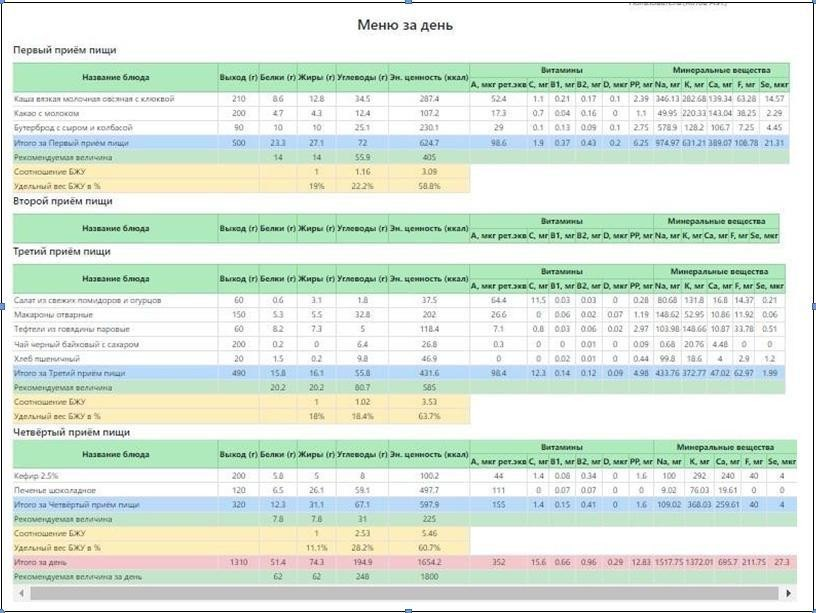 Меню за день
Первый приём пищи
Название блюда Выход (г) Белки (г) Жиры (г) Углеводы (г) Эн. ценность (ккал) Витамины Минеральные вещества
A, мкг рет.экв C, мг B1, мг B2, мг D, мкг PP, мг Na, мг K, мг Ca, мг F, мг Se, мкг
Каша вязкая молочная овсяная с клюквой 210 8.6 12.8 34.5 287.4 52.4 1.1 0.21 0.17 0.1 2.39 346.13 282.68 139.34 63.28 14.57
Какао с молоком 200 4.7 4.3 12.4 107.2 17.3 0.7 0.04 0.16 0 1.1 49.95 220.33 143.04 38.25 2.29
Бутерброд с сыром и колбасой 90 10 10 25.1 230.1 29 0.1 0.13 0.09 0.1 2.75 578.9 128.2 106.7 7.25 4.45
Итого за Первый приём пищи 500 23.3 27.1 72 624.7 98.6 1.9 0.37 0.43 0.2 6.25 974.97 631.21 389.07 108.78 21.31
Рекомендуемая величина 14 14 55.9 405
Соотношение БЖУ 1 1.16 3.09
Удельный вес БЖУ в % 19% 22.2% 58.8%
Второй приём пищи
Название блюда Выход (г) Белки (г) Жиры (г) Углеводы (г) Эн. ценность (ккал) Витамины Минеральные вещества
A, мкг рет.экв C, мг B1, мг B2, мг D, мкг PP, мг Na, мг K, мг Ca, мг F, мг Se, мкг
Третий приём пищи
Название блюда Выход (г) Белки (г) Жиры (г) Углеводы (г) Эн. ценность (ккал) Витамины Минеральные вещества
A, мкг рет.экв C, мг B1, мг B2, мг D, мкг PP, мг Na, мг K, мг Ca, мг F, мг Se, мкг
Салат из свежих помидоров и огурцов 60 0.6 3.1 1.8 37.5 64.4 11.5 0.03 0.03 0 0.28 80.68 131.8 16.8 14.37 0.21
Макароны отварные 150 5.3 5.5 32.8 202 26.6 0 0.06 0.02 0.07 1.19 148.62 52.95 10.86 11.92 0.06
Тефтели из говядины паровые 60 8.2 7.3 5 118.4 7.1 0.8 0.03 0.06 0.02 2.97 103.98 148.66 10.87 33.78 0.51
Чай черный байховый с сахаром 200 0.2 0 6.4 26.8 0.3 0 0 0.01 0 0.09 0.68 20.76 4.48 0 0
Хлеб пшеничный 20 1.5 0.2 9.8 46.9 0 0 0.02 0.01 0 0.44 99.8 18.6 4 2.9 1.2
Итого за Третий приём пищи 490 15.8 16.1 55.8 431.6 98.4 12.3 0.14 0.12 0.09 4.98 433.76 372.77 47.02 62.97 1.99
Рекомендуемая величина 20.2 20.2 80.7 585
Соотношение БЖУ 1 1.02 3.53
Удельный вес БЖУ в % 18% 18.4% 63.7%
Четвёртый приём пищи
Название блюда Выход (г) Белки (г) Жиры (г) Углеводы (г) Эн. ценность (ккал) Витамины Минеральные вещества
A, мкг рет.экв C, мг B1, мг B2, мг D, мкг PP, мг Na, мг K, мг Ca, мг F, мг Se, мкг
Кефир 2.5% 200 5.8 5 8 100.2 44 1.4 0.08 0.34 0 1.6 100 292 240 40 4
Печенье шоколадное 120 6.5 26.1 59.1 497.7 111 0 0.07 0.07 0 0 9.02 76.03 19.61 0 0
Итого за Четвёртый приём пищи 320 12.3 31.1 67.1 597.9 155 1.4 0.15 0.41 0 1.6 109.02 368.03 259.61 40 4
Рекомендуемая величина 7.8 7.8 31 225
Соотношение БЖУ 1 2.53 5.46
Удельный вес БЖУ в % 11.1% 28.2% 60.7%
Итого за день 1310 51.4 74.3 194.9 1654.2 352 15.6 0.66 0.96 0.29 12.83 1517.75 1372.01 695.7 211.75 27.3
Рекомендуемая величина за день 62 62 248 1800